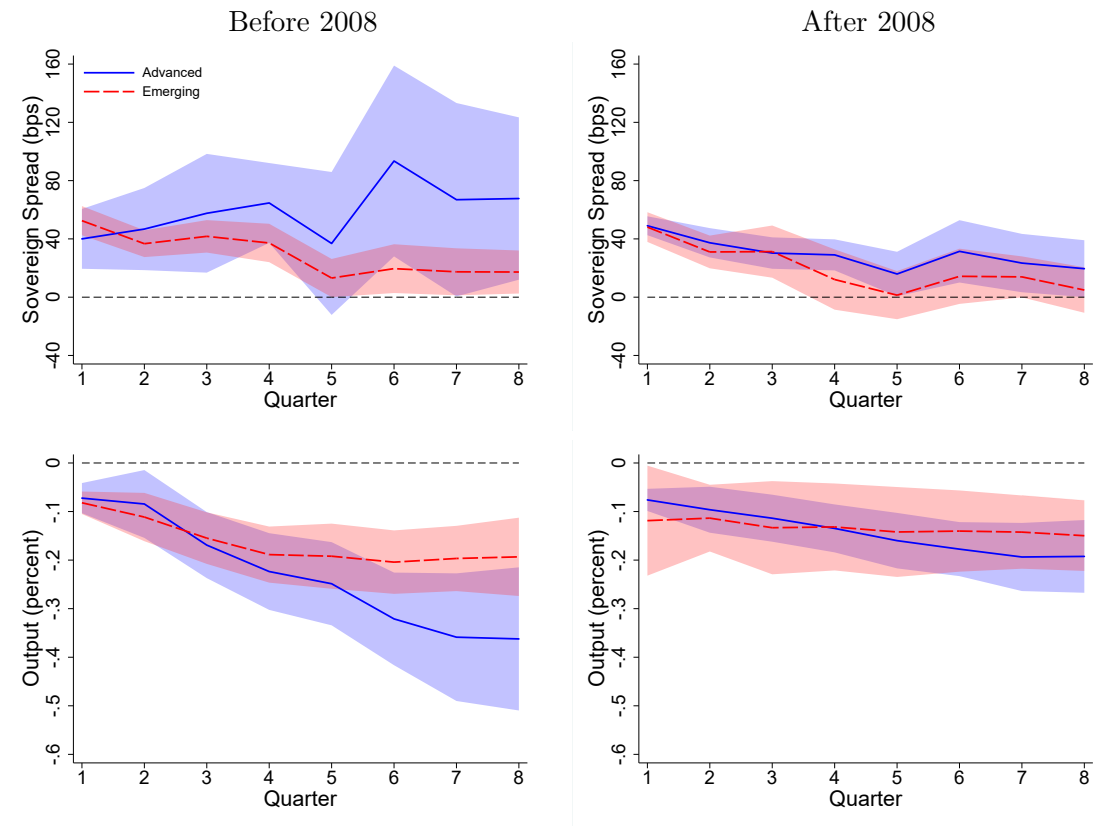 Before 2008
After 2008
Sovereign Spread (bps)
160
120
80
40
0
-40
Advanced
Emerging
1 2 3 4 5 6 7 8
Quarter
Sovereign Spread (bps)
160
120
80
40
0
-40
1 2 3 4 5 6 7 8
Quarter
Output (percent)
0
-.1
-.2
-.3
-.4
-.5
-.6
1 2 3 4 5 6 7 8
Quarter
Output (percent)
0
-.1
-.2
-.3
-.4
-.5
-.6
1 2 3 4 5 6 7 8
Quarter